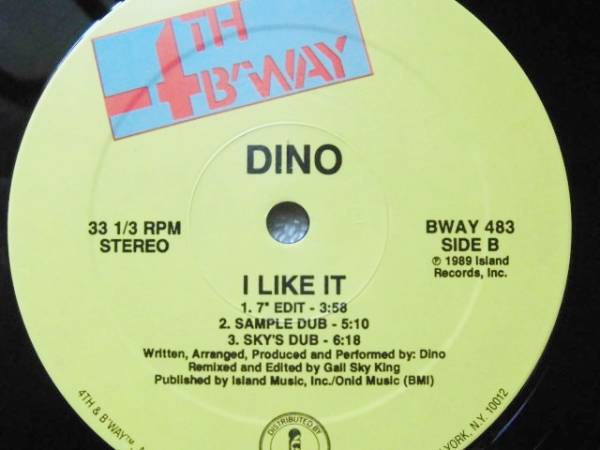 4TH
B'WAY
DINO
33 1/3 RPM
STEREO
BWAY 483
SIDE B
℗ 1989 Island
Records, Inc.
I LIKE IT
1. 7" EDIT - 3:58
2. SAMPLE DUB - 5:10
3. SKY'S DUB - 6:18
Written, Arranged, Produced and Performed by: Dino
Remixed and Edited by Gail Sky King
Published by Island Music, Inc./Onid Music (BMI)
4TH & B'WAY™,
YORK, N.Y. 10012
DISTRIBUTED BY